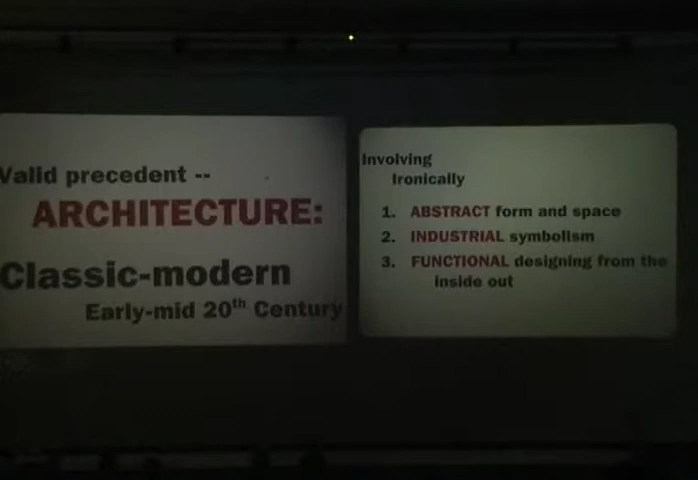 Valid precedent --
ARCHITECTURE:
Classic-modern
Early-mid 20th Century
Involving
Ironically
1. ABSTRACT form and space
2. INDUSTRIAL symbolism
3. FUNCTIONAL designing from the
inside out